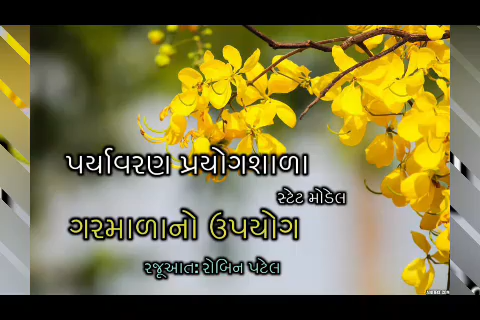 પર્યાવરણ પ્રયોગશાળા
સ્ટેટ મોડેલ
ગરમાળાનો ઉપયોગ
રજૂઆત: રોબિન પટેલ